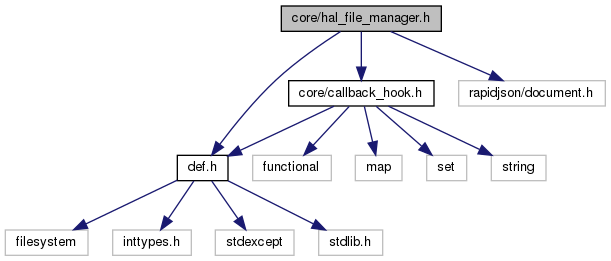 core/hal_file_manager.h
core/callback_hook.h
rapidjson/document.h
def.h
functional
map
set
string
filesystem
inttypes.h
stdexcept
stdlib.h